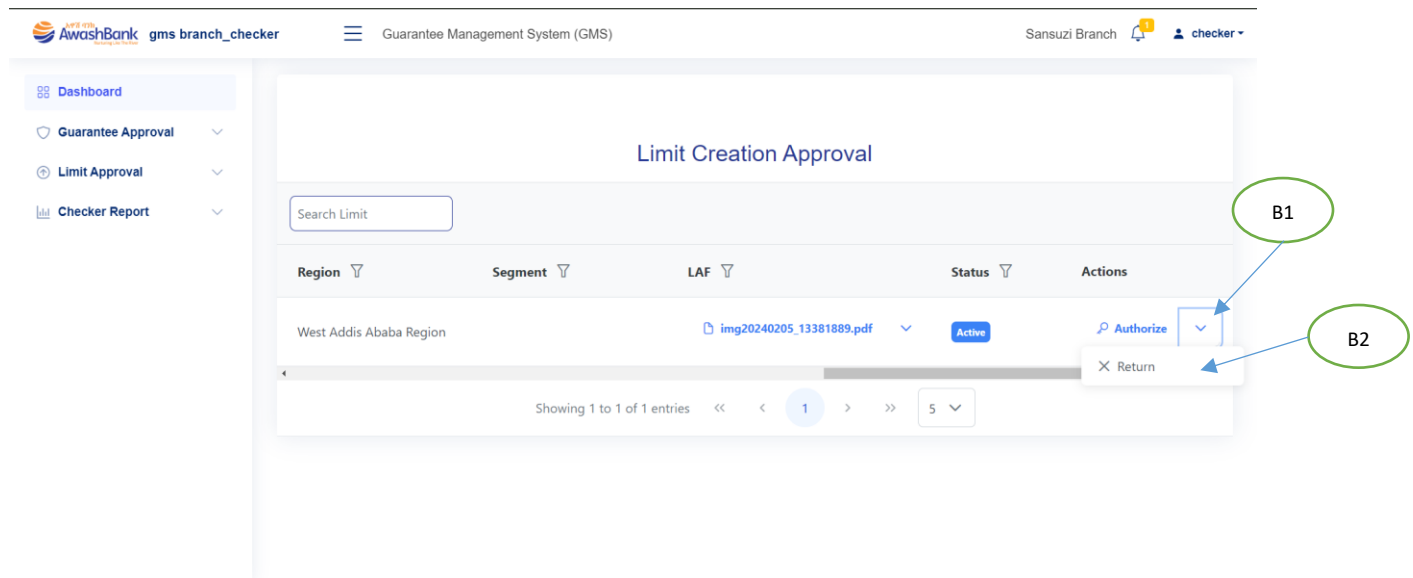 AwashBank
gms branch_checker
Guarantee Management System (GMS)
Sansuzi Branch
1
checker
Dashboard
Guarantee Approval
Limit Approval
Checker Report
Limit Creation Approval
Search Limit
B1
Region
Segment
LAF
Status
Actions
West Addis Ababa Region
img20240205_13381889.pdf
Active
Authorize
B2
Return
Showing 1 to 1 of 1 entries
<<
<
1
>
>>
5